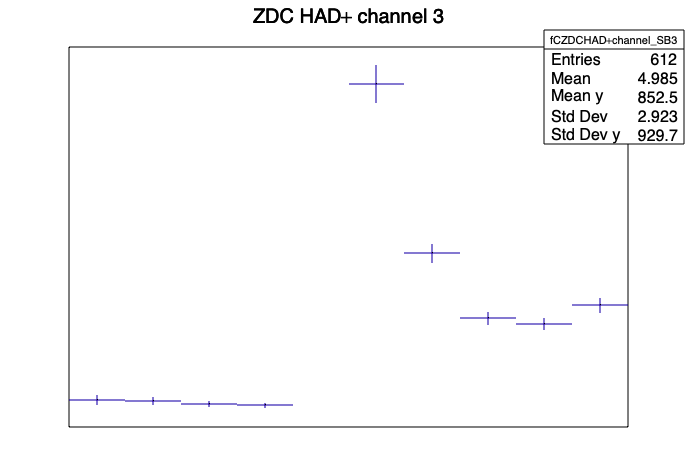 ZDC HAD+ channel 3
fCZDCHAD+channel_SB3
Entries 612
Mean 4.985
Mean y 852.5
Std Dev 2.923
Std Dev y 929.7